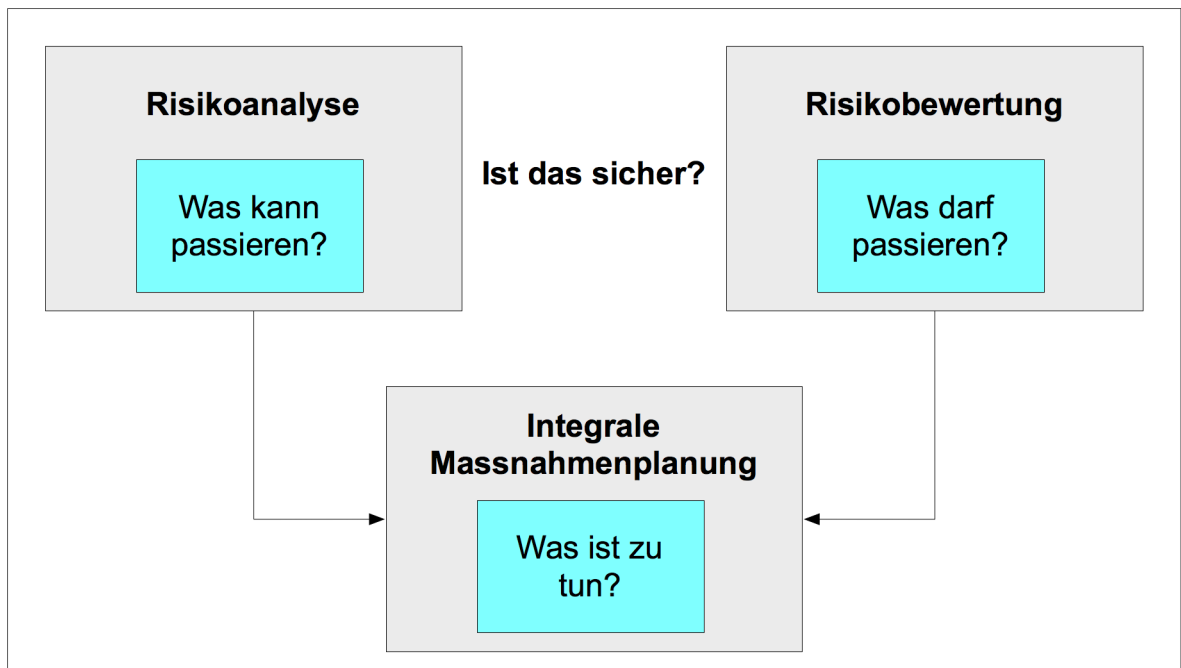 Risikoanalyse
Was kann
passieren?
Ist das sicher?
Risikobewertung
Was darf
passieren?
Integrale
Massnahmenplanung
Was ist zu
tun?